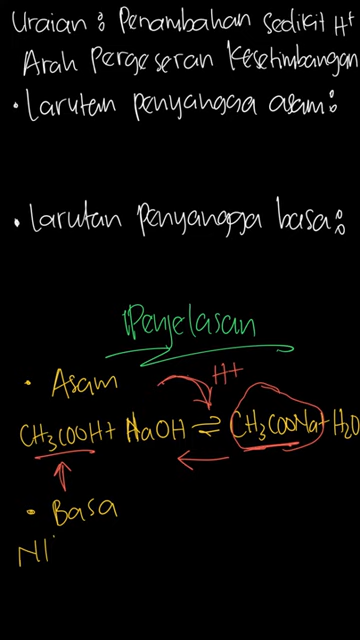 Uraian : Penambahan sedikit H+
Arah Pergeseran Kesetimbangan
• Larutan penyangga asam :
• Larutan penyangga basa :
Penjelasan
• Asam
H+
CH3COOH + NaOH ⇌ CH3COONa + H2O
• Basa